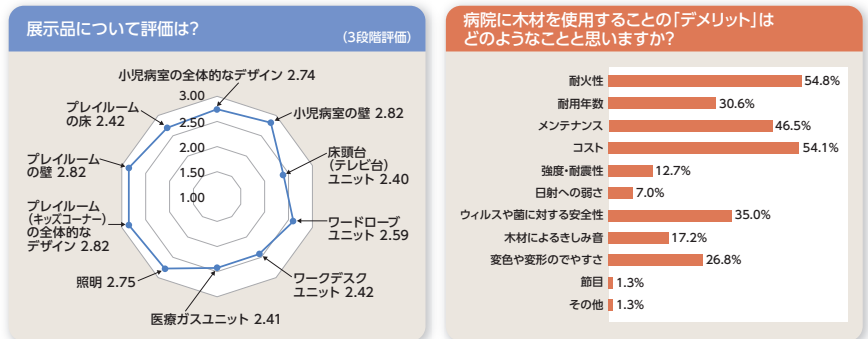 展示品について評価は?
(3段階評価)
小児病室の全体的なデザイン 2.74
小児病室の壁 2.82
床頭台
(テレビ台)
ユニット 2.40
ワードローブ
ユニット 2.59
ワークデスク
ユニット 2.42
医療ガスユニット 2.41
照明 2.75
プレイルーム
(キッズコーナー)
の全体的な
デザイン 2.82
プレイルーム
の壁 2.82
プレイルーム
の床 2.42
3.00
2.50
2.00
1.50
1.00
病院に木材を使用することの「デメリット」は
どのようなことと思いますか?
耐火性 54.8%
耐用年数 30.6%
メンテナンス 46.5%
コスト 54.1%
強度・耐震性 12.7%
日射への弱さ 7.0%
ウィルスや菌に対する安全性 35.0%
木材によるきしみ音 17.2%
変色や変形のでやすさ 26.8%
節目 1.3%
その他 1.3%